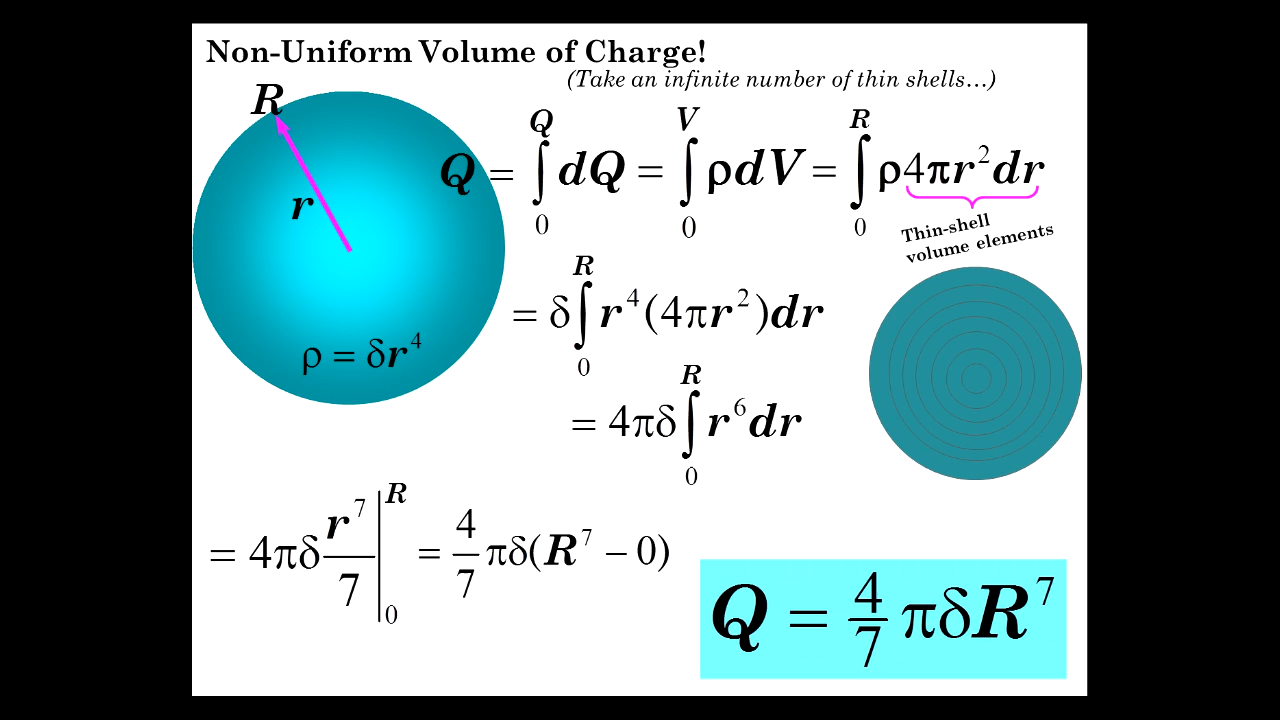 Non-Uniform Volume of Charge!
(Take an infinite number of thin shells...)
R
r
ρ = δr⁴
Q = ∫₀^Q dQ = ∫₀^V ρdV = ∫₀^R ρ4πr²dr
Thin-shell
volume elements
= δ∫₀^R r⁴(4πr²)dr
= 4πδ∫₀^R r⁶dr
= 4πδ r⁷/7 |₀^R = 4/7 πδ(R⁷ − 0)
Q = 4/7 πδR⁷